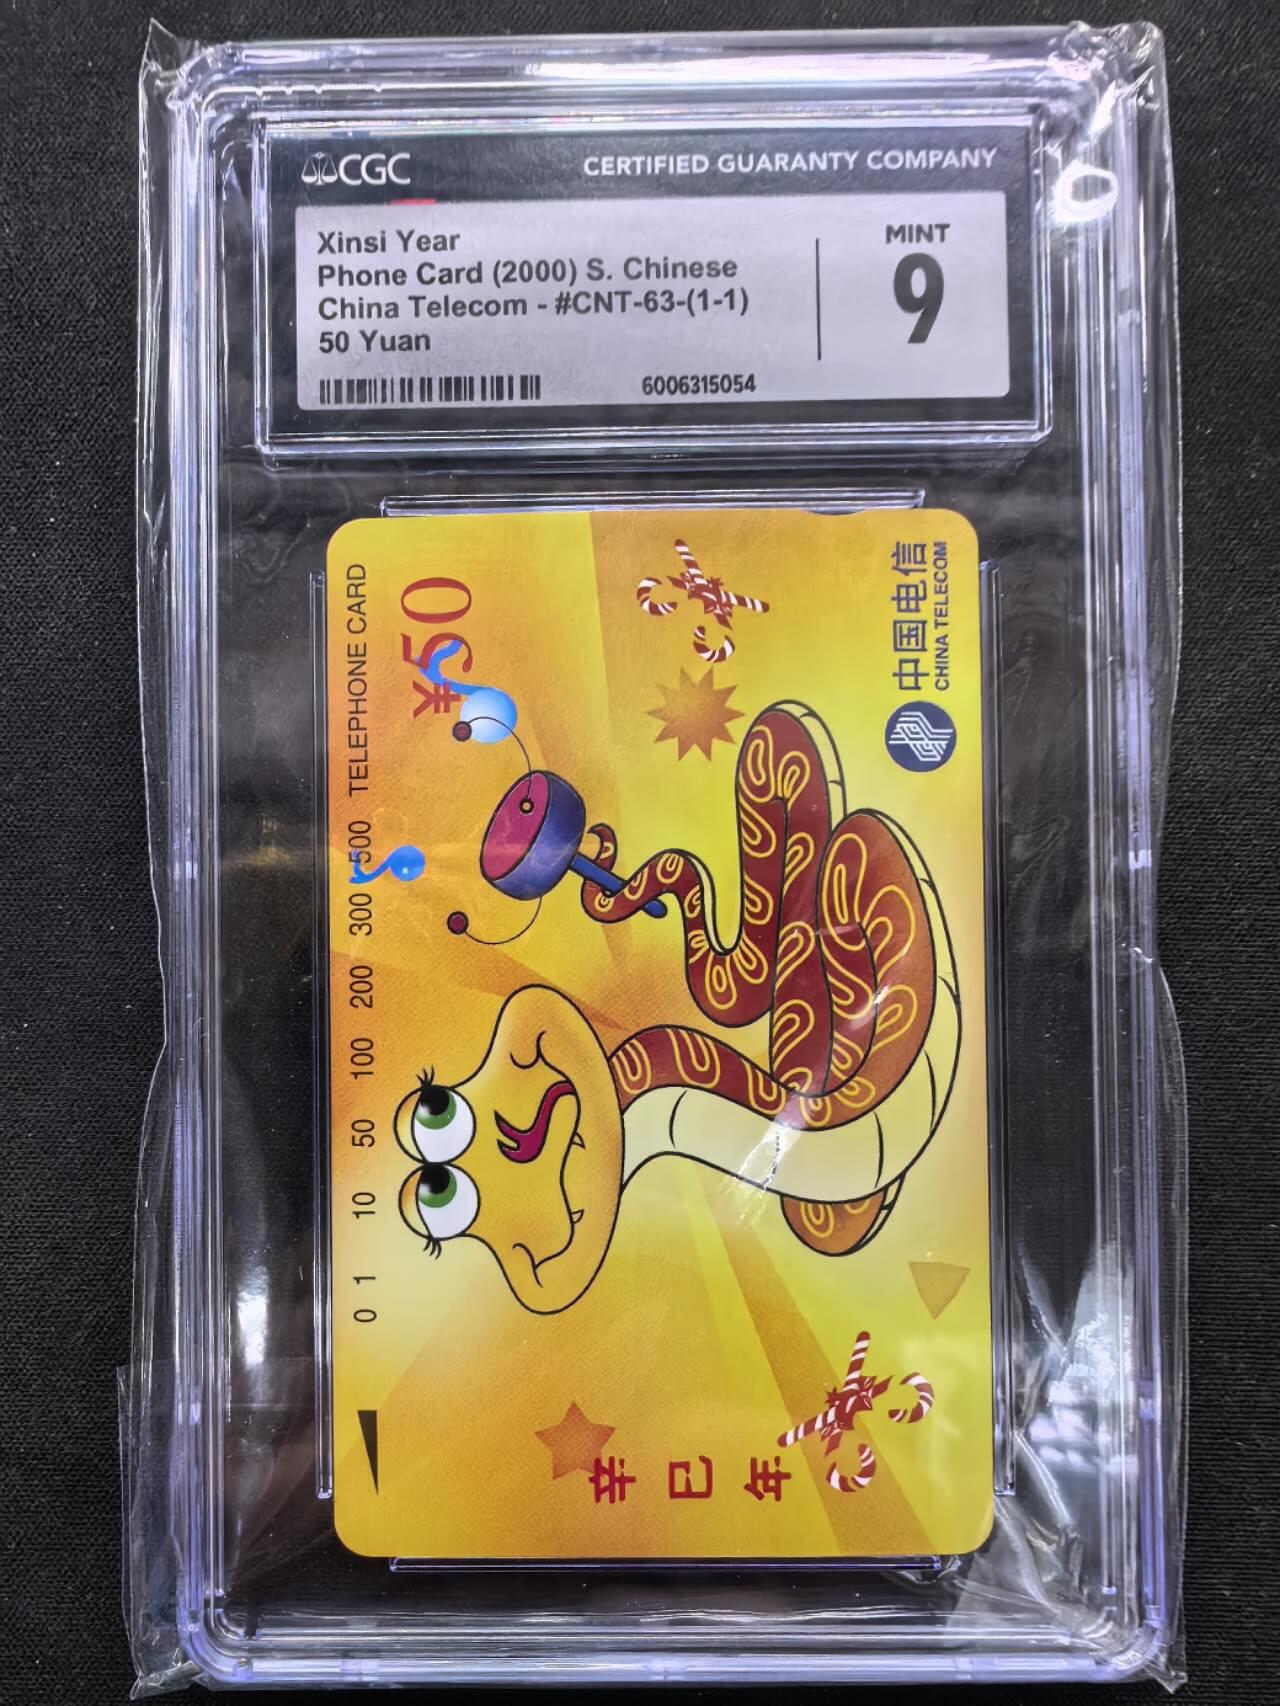 CGC
CERTIFIED GUARANTY COMPANY
Xinsi Year
Phone Card (2000) S. Chinese
China Telecom - #CNT-63-(1-1)
50 Yuan
6006315054
MINT
9
中国电信
CHINA TELECOM
¥50
0 1 10 50 100 200 300 500 TELEPHONE CARD
辛巳年